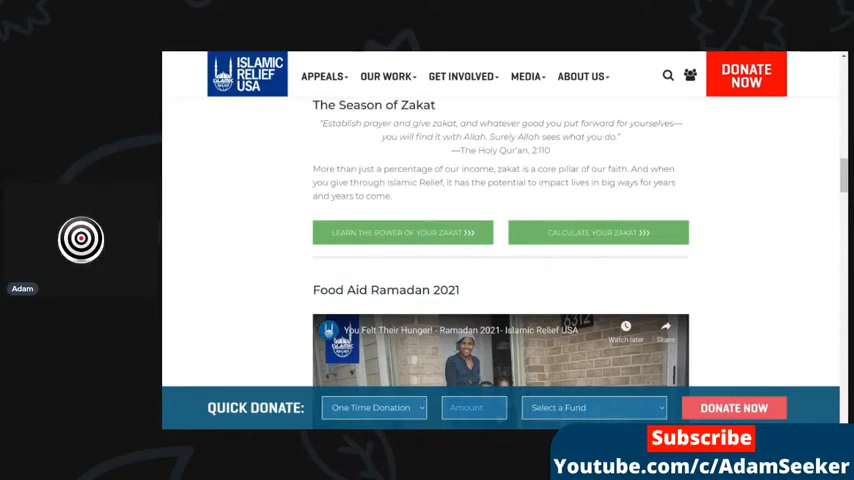 ISLAMIC
RELIEF
USA
APPEALS
OUR WORK
GET INVOLVED
MEDIA
ABOUT US
DONATE
NOW
The Season of Zakat
"Establish prayer and give zakat, and whatever good you put forward for yourselves—
you will find it with Allah. Surely Allah sees what you do."
—The Holy Qur'an, 2:110
More than just a percentage of our income, zakat is a core pillar of our faith. And when
you give through Islamic Relief, it has the potential to impact lives in big ways for years
and years to come.
LEARN THE POWER OF YOUR ZAKAT ❯❯❯
CALCULATE YOUR ZAKAT ❯❯❯
Adam
Food Aid Ramadan 2021
You Felt Their Hunger! - Ramadan 2021- Islamic Relief USA
6312
Watch later
Share
QUICK DONATE:
One Time Donation
Amount
Select a Fund
DONATE NOW
Subscribe
Youtube.com/c/AdamSeeker